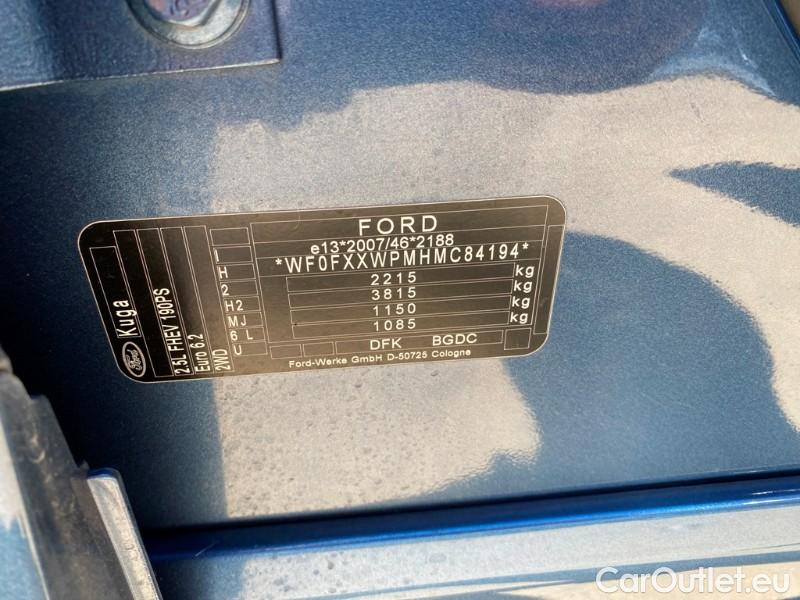 FORD
e13*2007/46*2188
*WF0FXXWPMHMC84194*
2215 kg
3815 kg
1150 kg
1085 kg
DFK BGDC
Ford-Werke GmbH D-50725 Cologne
I
H
2
H2
MJ
6 L
U
Ford
Kuga
2.5L FHEV 190PS
Euro 6.2
2WD
CarOutlet.eu